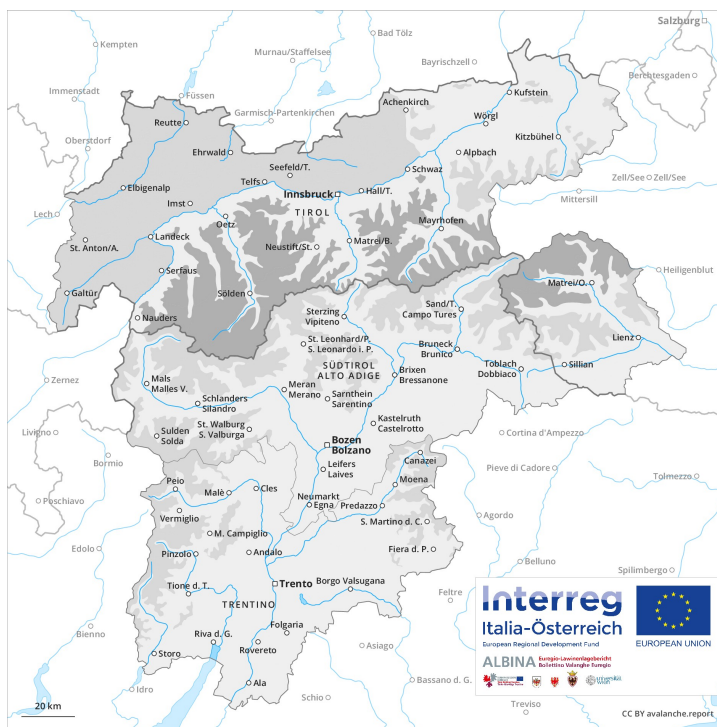 Salzburg
Kempten
Bad Tölz
Murnau/Staffelsee
Bayrischzell
Berchtesgaden
Immenstadt
Füssen
Kufstein
Achenkirch
Garmisch-Partenkirchen
Reutte
Wörgl
Oberstdorf
Ehrwald
Kitzbühel
Alpbach
Seefeld/T.
Schwaz
Telfs
Zell/See
Zell/See
Elbigenalp
Innsbruck
Hall/T.
Mittersill
Imst
TIROL
Lech
Oetz
Mayrhofen
Landeck
Neustift/St.
Matrei/B.
St. Anton/A.
Serfaus
Heiligenblut
Matrei/O.
Galtür
Sölden
Nauders
Sterzing
Vipiteno
Sand/T.
Campo Tures
Lienz
St. Leonhard/P.
S. Leonardo i. P.
Bruneck
Brunico
SÜDTIROL
ALTO ADIGE
Toblach
Dobbiaco
Sillian
Brixen
Bressanone
Zernez
Mals
Malles V.
Meran
Merano
Sarnthein
Sarentino
Schlanders
Silandro
Kastelruth
Castelrotto
St. Walburg
S. Valburga
Livigno
Sulden
Solda
Cortina d'Ampezzo
Bozen
Bolzano
Bormio
Canazei
Leifers
Laives
Pieve di Cadore
Tolmezzo
Peio
Moena
Cles
Malè
Poschiavo
Neumarkt
Egna
Predazzo
Vermiglio
Agordo
S. Martino d. C.
M. Campiglio
Edolo
Pinzolo
Andalo
Fiera d. P.
Belluno
Spilimbergo
Tione d. T.
Trento
Borgo Valsugana
Feltre
TRENTINO
Folgaria
Bienno
Riva d. G.
Rovereto
Asiago
Storo
Ala
Bassano d. G.
Idro
Schio
Treviso
20 km
Interreg
Italia-Österreich
European Regional Development Fund
EUROPEAN UNION
ALBINA
Euregio-Lawinenlagebericht
Bollettino Valanghe Euregio
universität
wien
CC BY avalanche.report